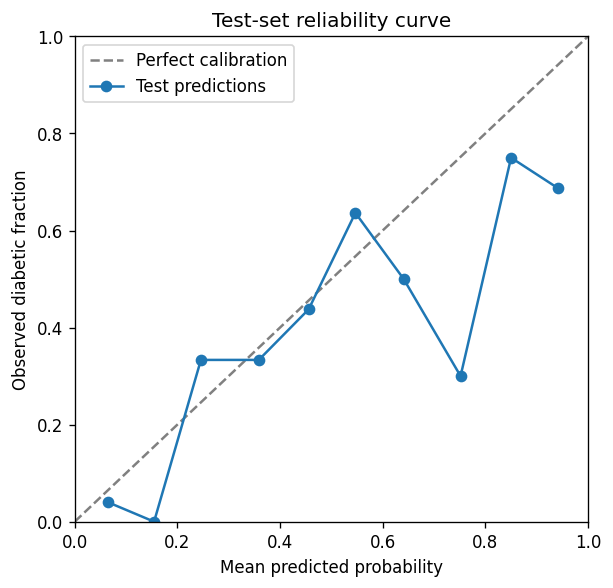 Test-set reliability curve
Perfect calibration
Test predictions
Observed diabetic fraction
1.0
0.8
0.6
0.4
0.2
0.0
0.0 0.2 0.4 0.6 0.8 1.0
Mean predicted probability